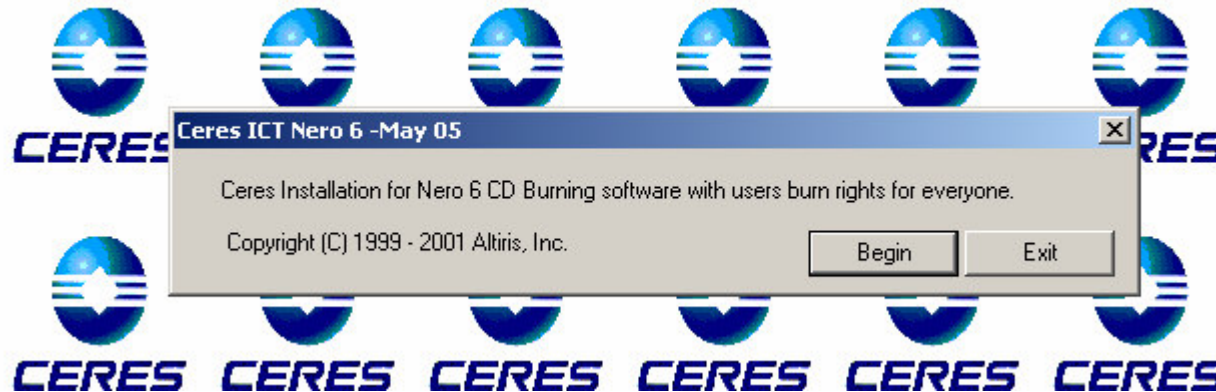 CERES
Ceres ICT Nero 6 -May 05
RES
Ceres Installation for Nero 6 CD Burning software with users burn rights for everyone.
Copyright (C) 1999 - 2001 Altiris, Inc.
Begin Exit
CERES CERES CERES CERES CERES CERES